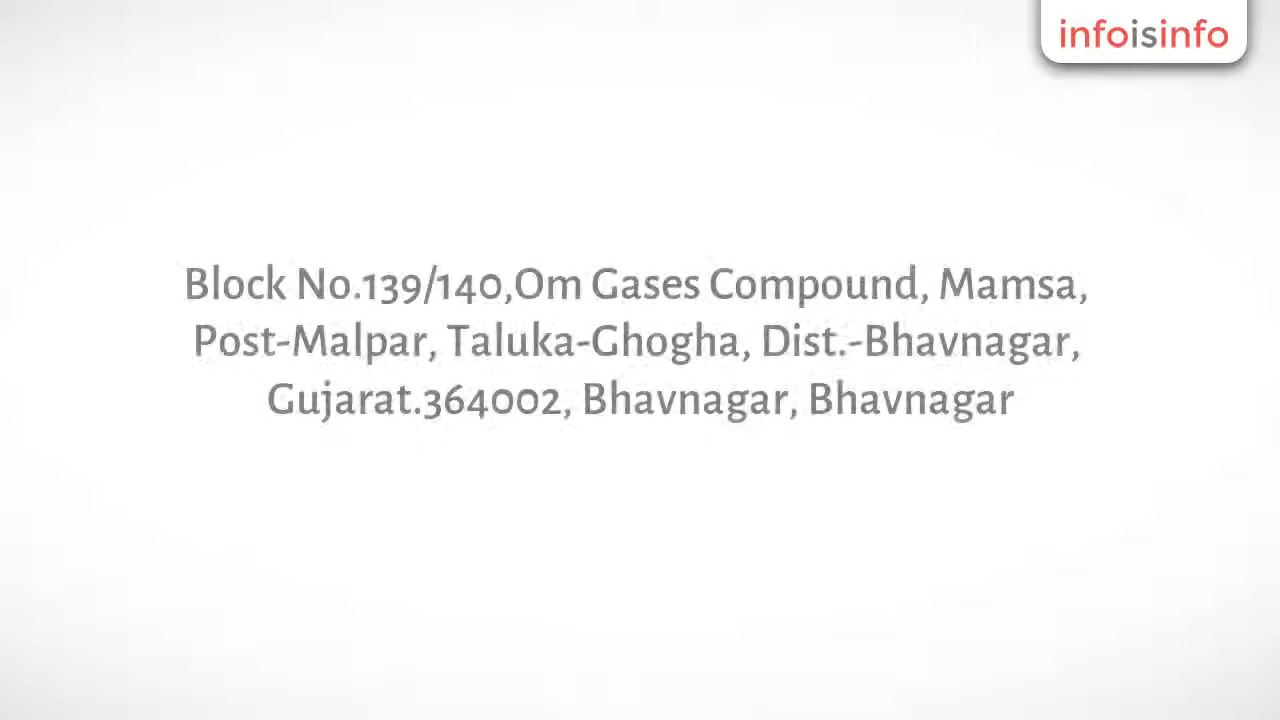 infoisinfo
Block No.139/140,Om Gases Compound, Mamsa,
Post-Malpar, Taluka-Ghogha, Dist.-Bhavnagar,
Gujarat.364002, Bhavnagar, Bhavnagar